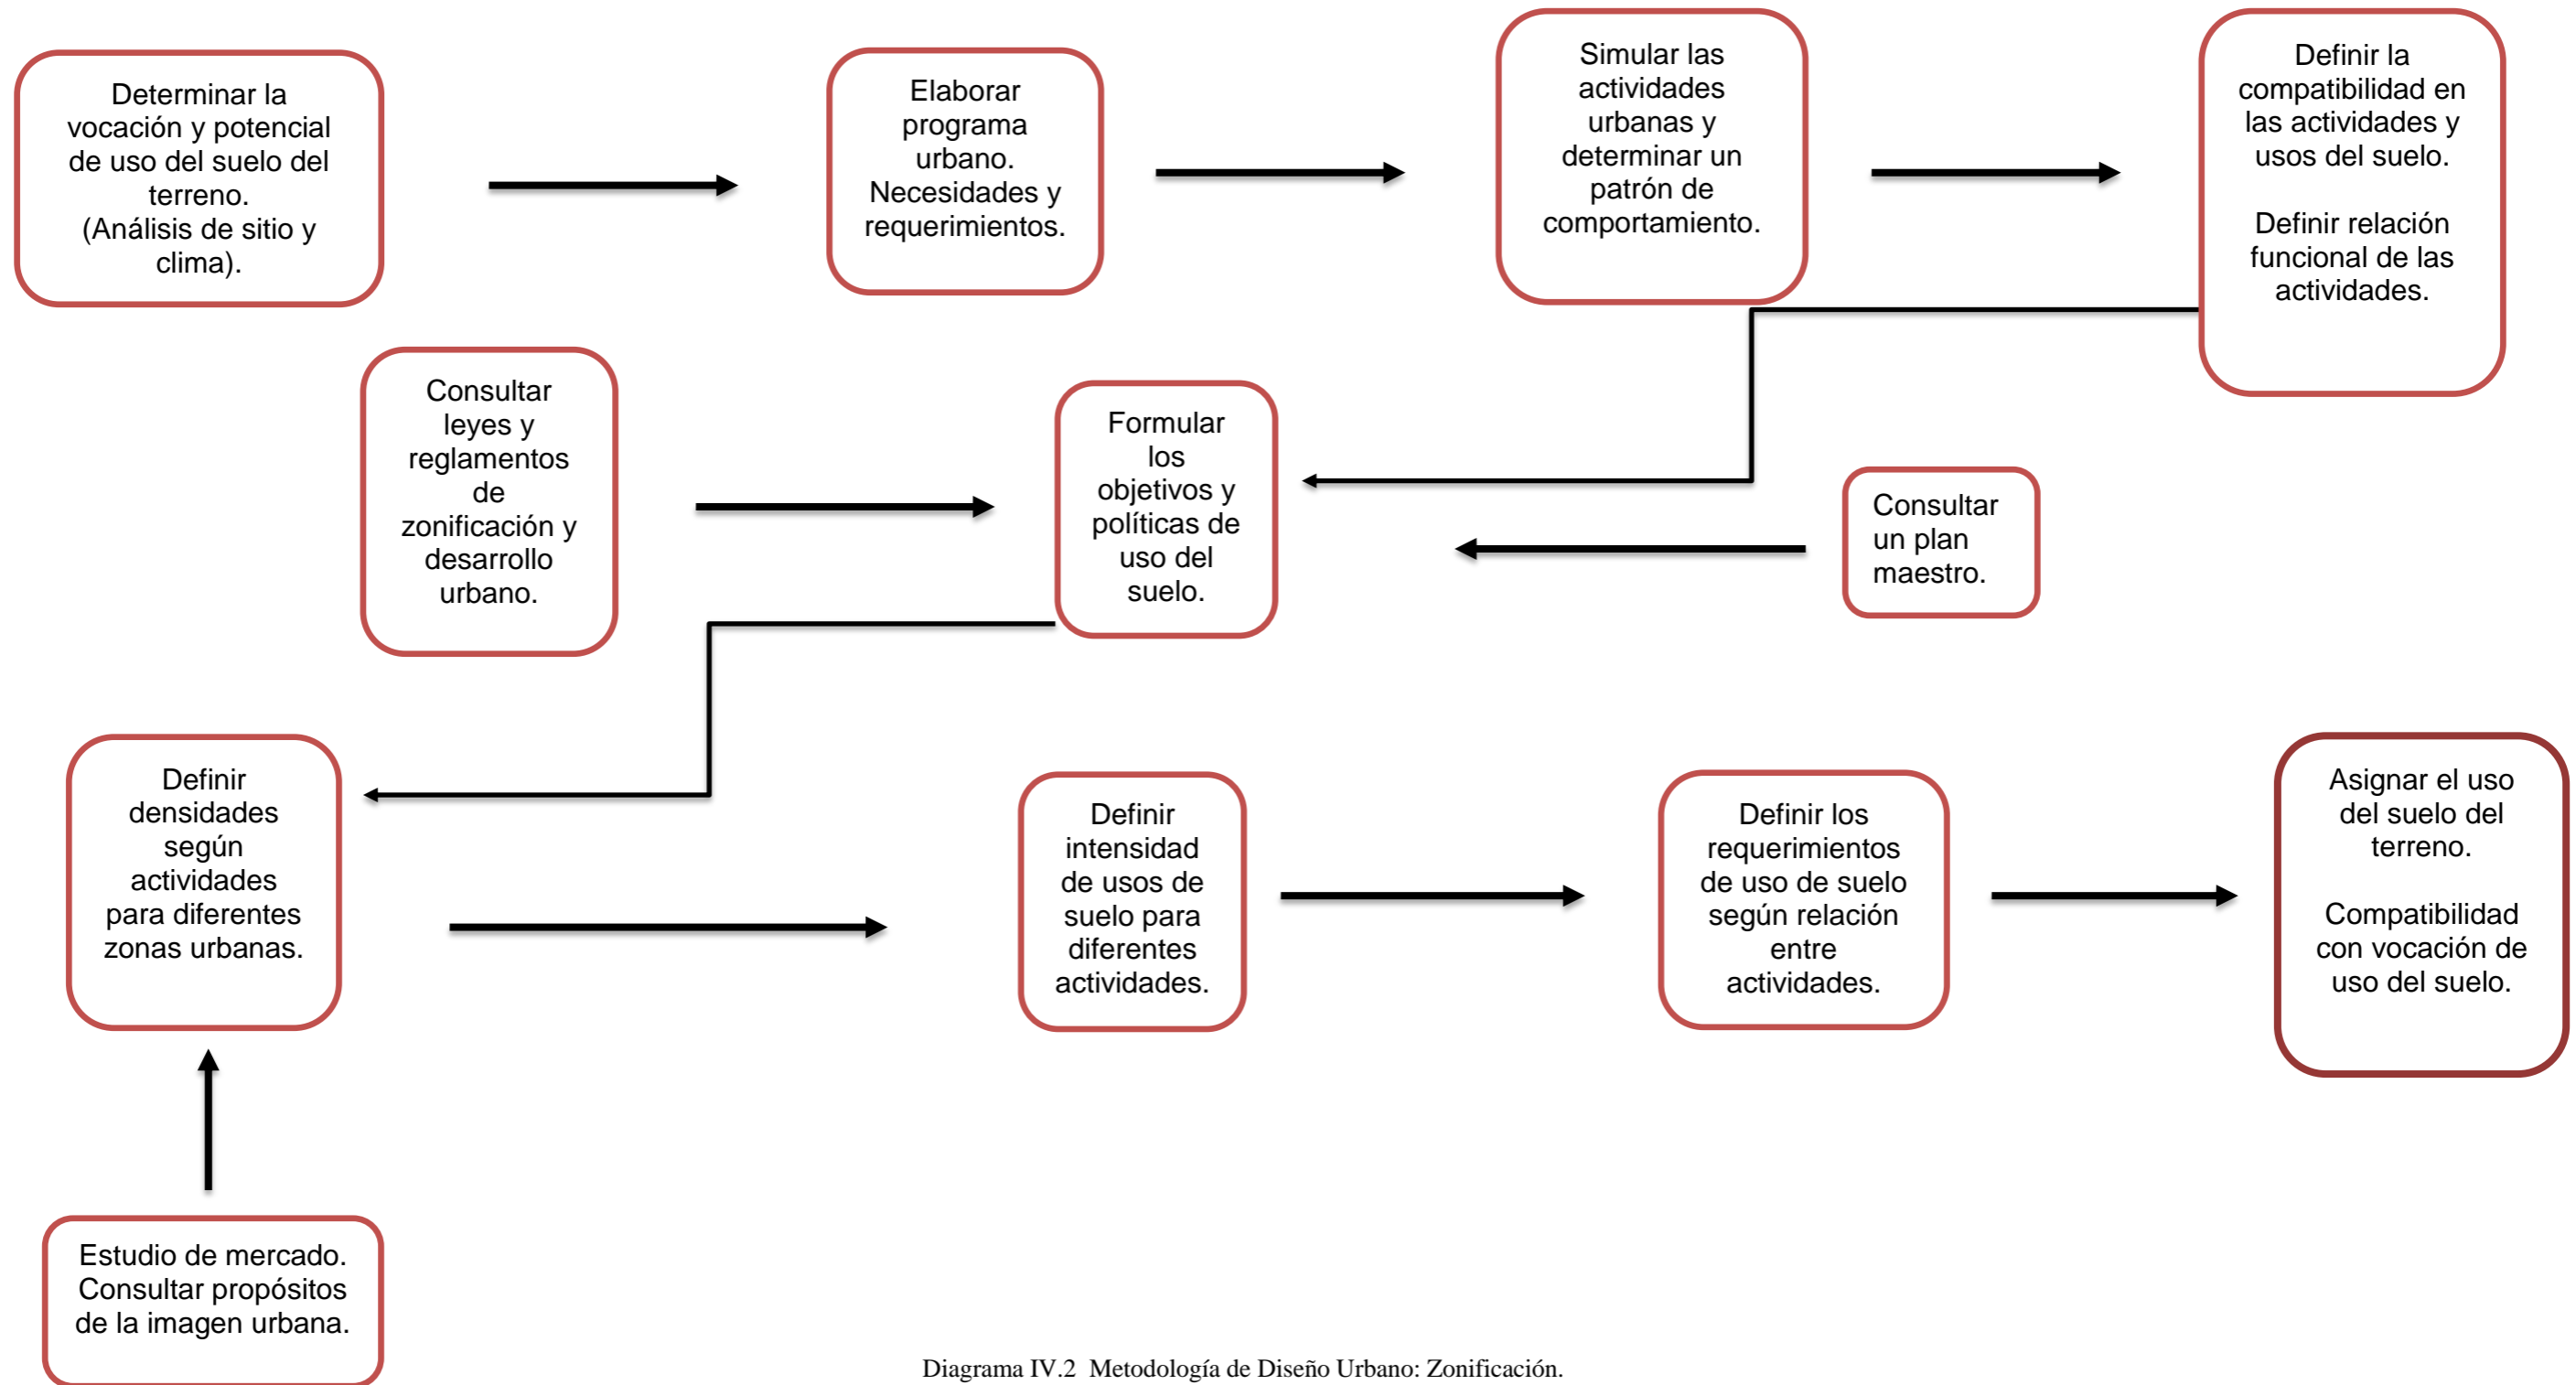 Determinar la
vocación y potencial
de uso del suelo del
terreno.
(Análisis de sitio y
clima).
Elaborar
programa
urbano.
Necesidades y
requerimientos.
Simular las
actividades
urbanas y
determinar un
patrón de
comportamiento.
Definir la
compatibilidad en
las actividades y
usos del suelo.
Definir relación
funcional de las
actividades.
Consultar
leyes y
reglamentos
de
zonificación y
desarrollo
urbano.
Formular
los
objetivos y
políticas de
uso del
suelo.
Consultar
un plan
maestro.
Definir
densidades
según
actividades
para diferentes
zonas urbanas.
Definir
intensidad
de usos de
suelo para
diferentes
actividades.
Definir los
requerimientos
de uso de suelo
según relación
entre
actividades.
Asignar el uso
del suelo del
terreno.
Compatibilidad
con vocación de
uso del suelo.
Estudio de mercado.
Consultar propósitos
de la imagen urbana.
Diagrama IV.2  Metodología de Diseño Urbano: Zonificación.